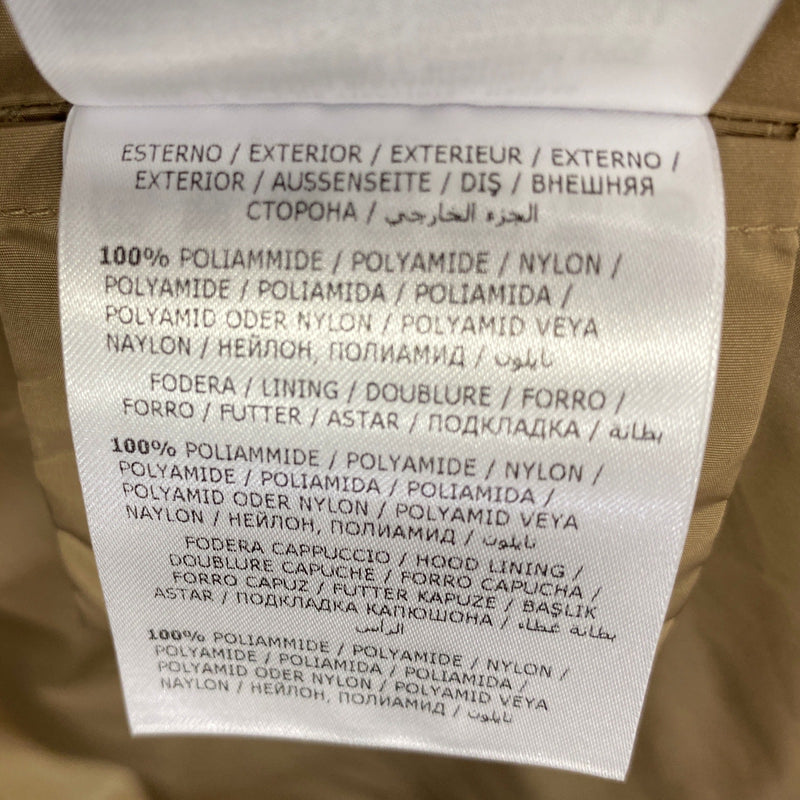 ESTERNO / EXTERIOR / EXTERIEUR / EXTERNO /
EXTERIOR / AUSSENSEITE / DIŞ / ВНЕШНЯЯ
СТОРОНА / الجزء الخارجي
100% POLIAMMIDE / POLYAMIDE / NYLON /
POLYAMIDE / POLIAMIDA / POLIAMIDA /
POLYAMID ODER NYLON / POLYAMID VEYA
NAYLON / НЕЙЛОН, ПОЛИАМИД / نايلون
FODERA / LINING / DOUBLURE / FORRO /
FORRO / FUTTER / ASTAR / ПОДКЛАДКА / بطانة
100% POLIAMMIDE / POLYAMIDE / NYLON /
POLYAMIDE / POLIAMIDA / POLIAMIDA /
POLYAMID ODER NYLON / POLYAMID VEYA
NAYLON / НЕЙЛОН, ПОЛИАМИД / نايلون
FODERA CAPPUCCIO / HOOD LINING /
DOUBLURE CAPUCHE / FORRO CAPUCHA /
FORRO CAPUZ / FUTTER KAPUZE / BAŞLIK
ASTAR / ПОДКЛАДКА КАПЮШОНА / بطانة غطاء
الرأس
100% POLIAMMIDE / POLYAMIDE / NYLON /
POLYAMIDE / POLIAMIDA / POLIAMIDA /
POLYAMID ODER NYLON / POLYAMID VEYA
NAYLON / НЕЙЛОН, ПОЛИАМИД / نايلون